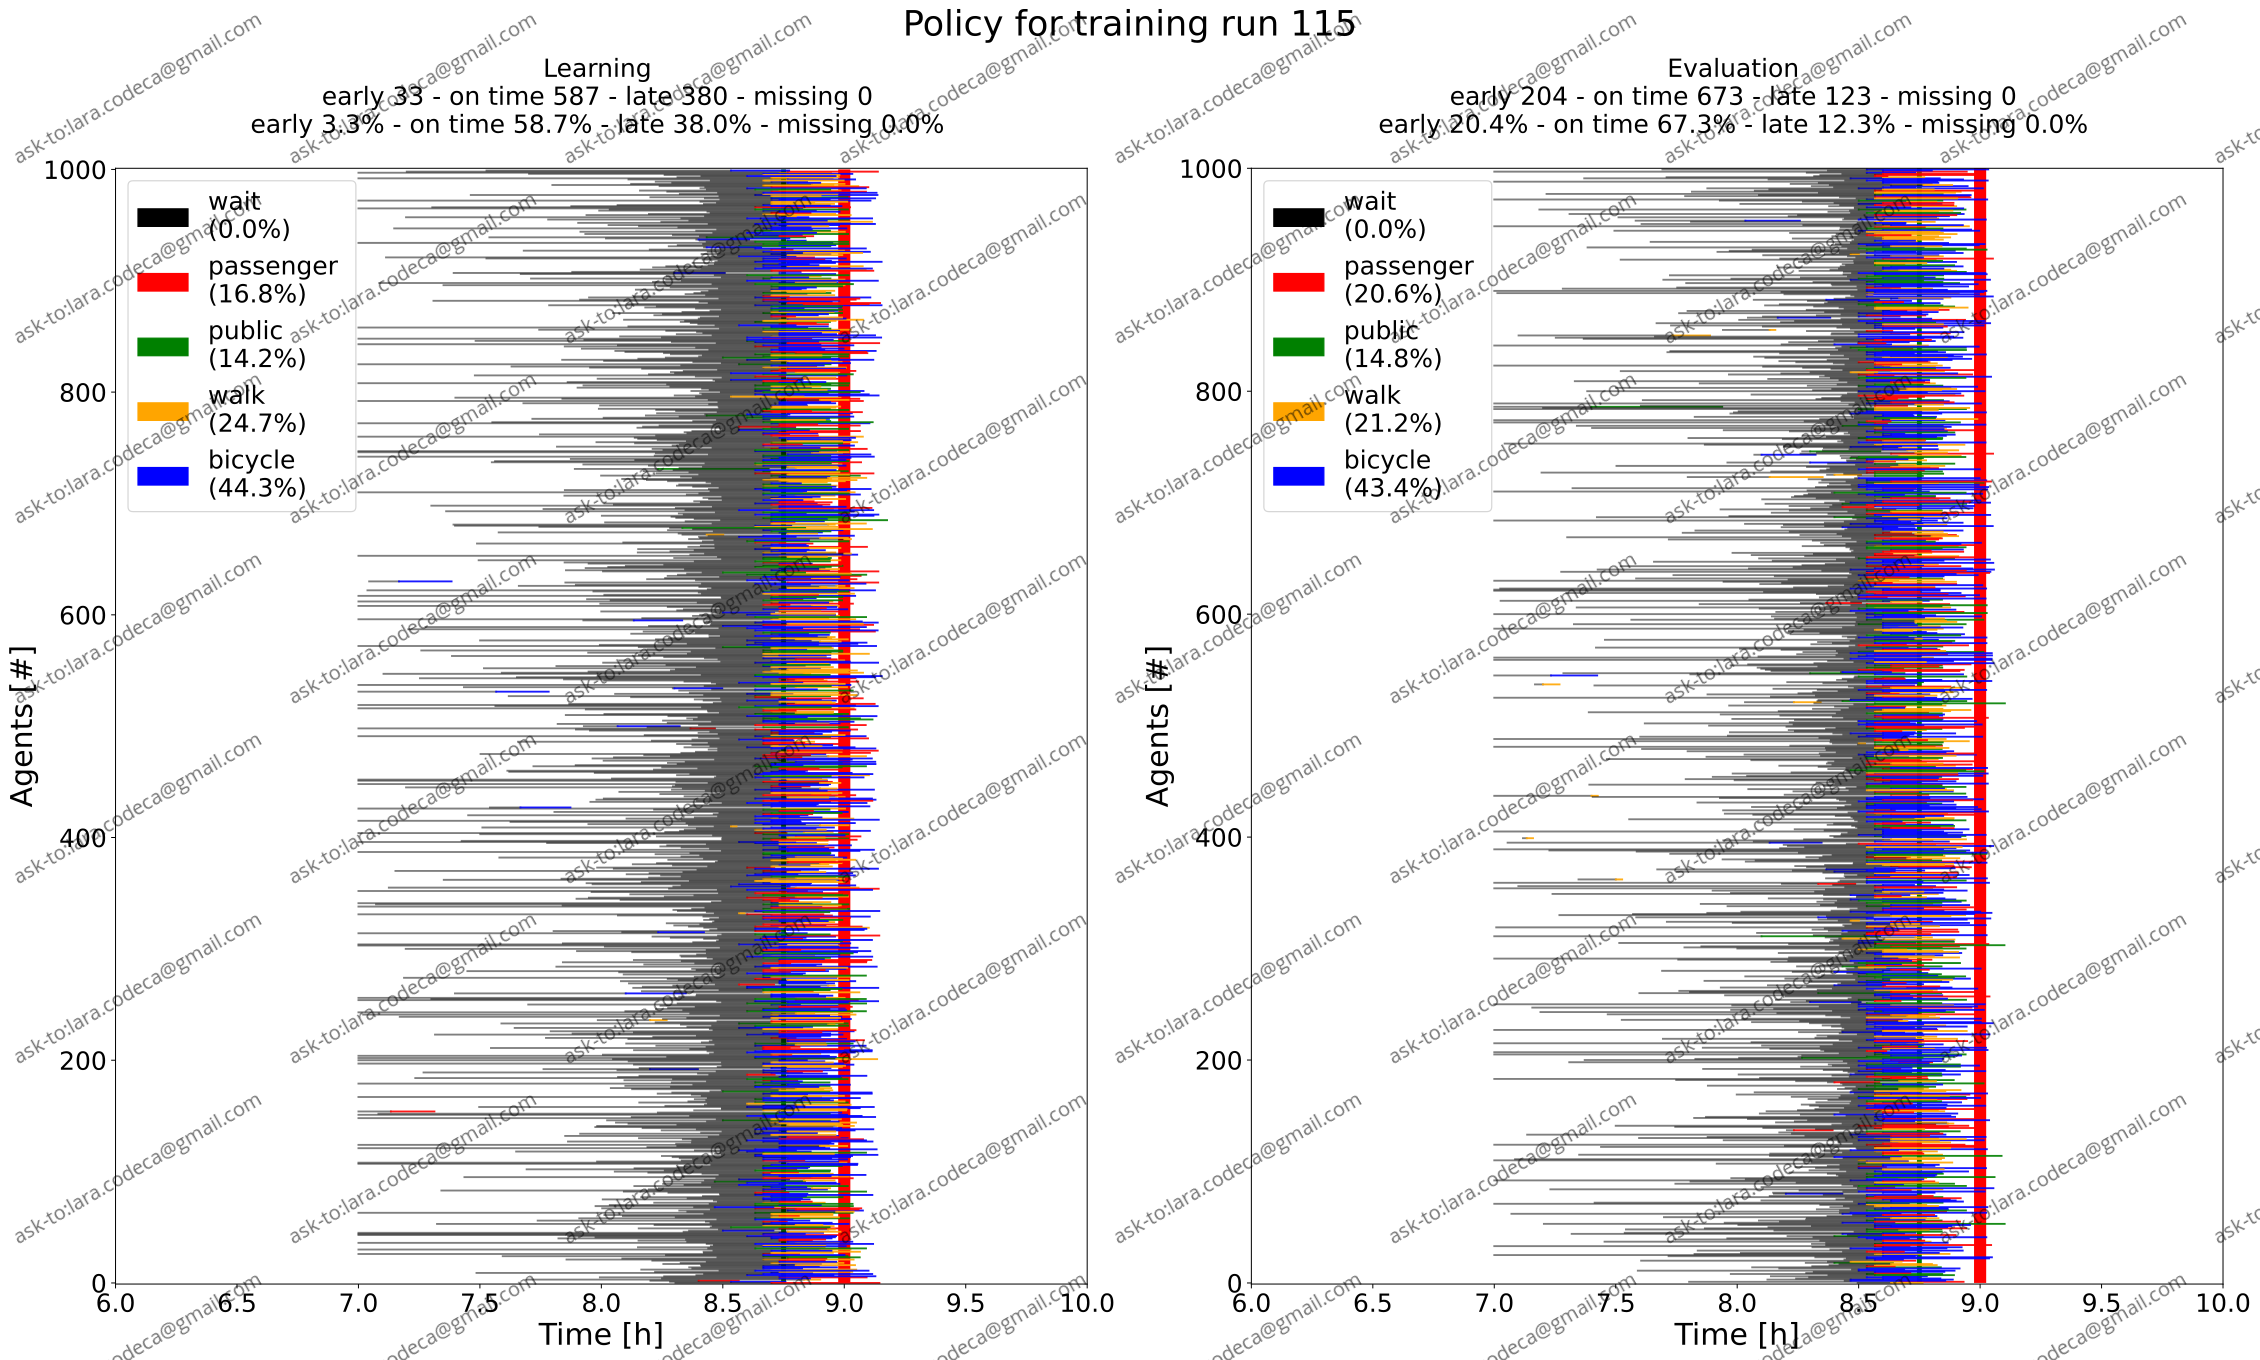 Policy for training run 115
Learning
early 33 - on time 587 - late 380 - missing 0
early 3.3% - on time 58.7% - late 38.0% - missing 0.0%
1000
800
600
400
200
0
Agents [#]
wait
(0.0%)
passenger
(16.8%)
public
(14.2%)
walk
(24.7%)
bicycle
(44.3%)
6.0 6.5 7.0 7.5 8.0 8.5 9.0 9.5 10.0
Time [h]
Evaluation
early 204 - on time 673 - late 123 - missing 0
early 20.4% - on time 67.3% - late 12.3% - missing 0.0%
1000
800
600
400
200
0
Agents [#]
wait
(0.0%)
passenger
(20.6%)
public
(14.8%)
walk
(21.2%)
bicycle
(43.4%)
6.0 6.5 7.0 7.5 8.0 8.5 9.0 9.5 10.0
Time [h]
ask-to:lara.codeca@gmail.com